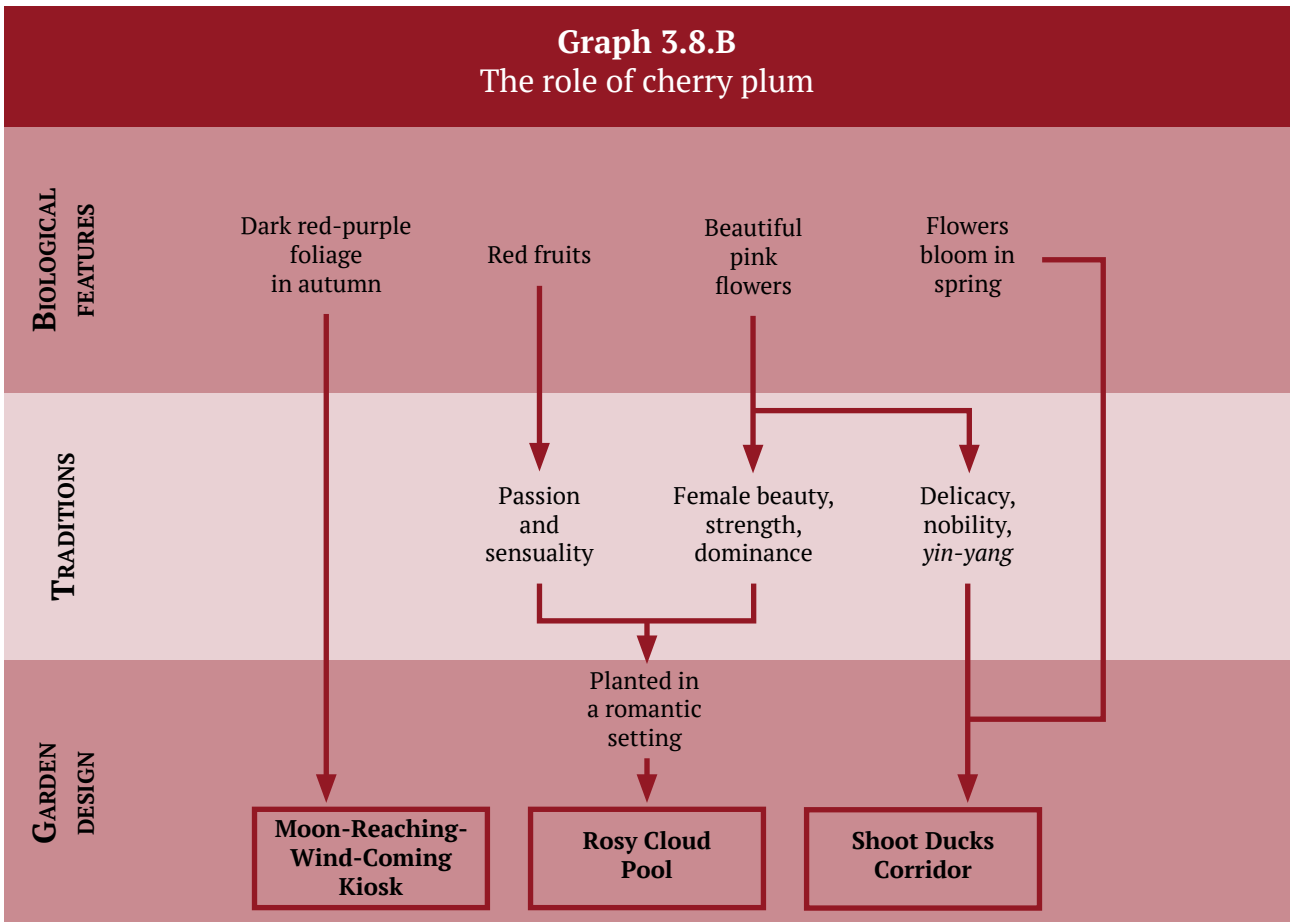 Graph 3.8.B
The role of cherry plum
BIOLOGICAL
FEATURES
Dark red-purple
foliage
in autumn
Red fruits
Beautiful
pink
flowers
Flowers
bloom in
spring
TRADITIONS
Passion
and
sensuality
Female beauty,
strength,
dominance
Delicacy,
nobility,
yin-yang
GARDEN
DESIGN
Planted in
a romantic
setting
Moon-Reaching-
Wind-Coming
Kiosk
Rosy Cloud
Pool
Shoot Ducks
Corridor